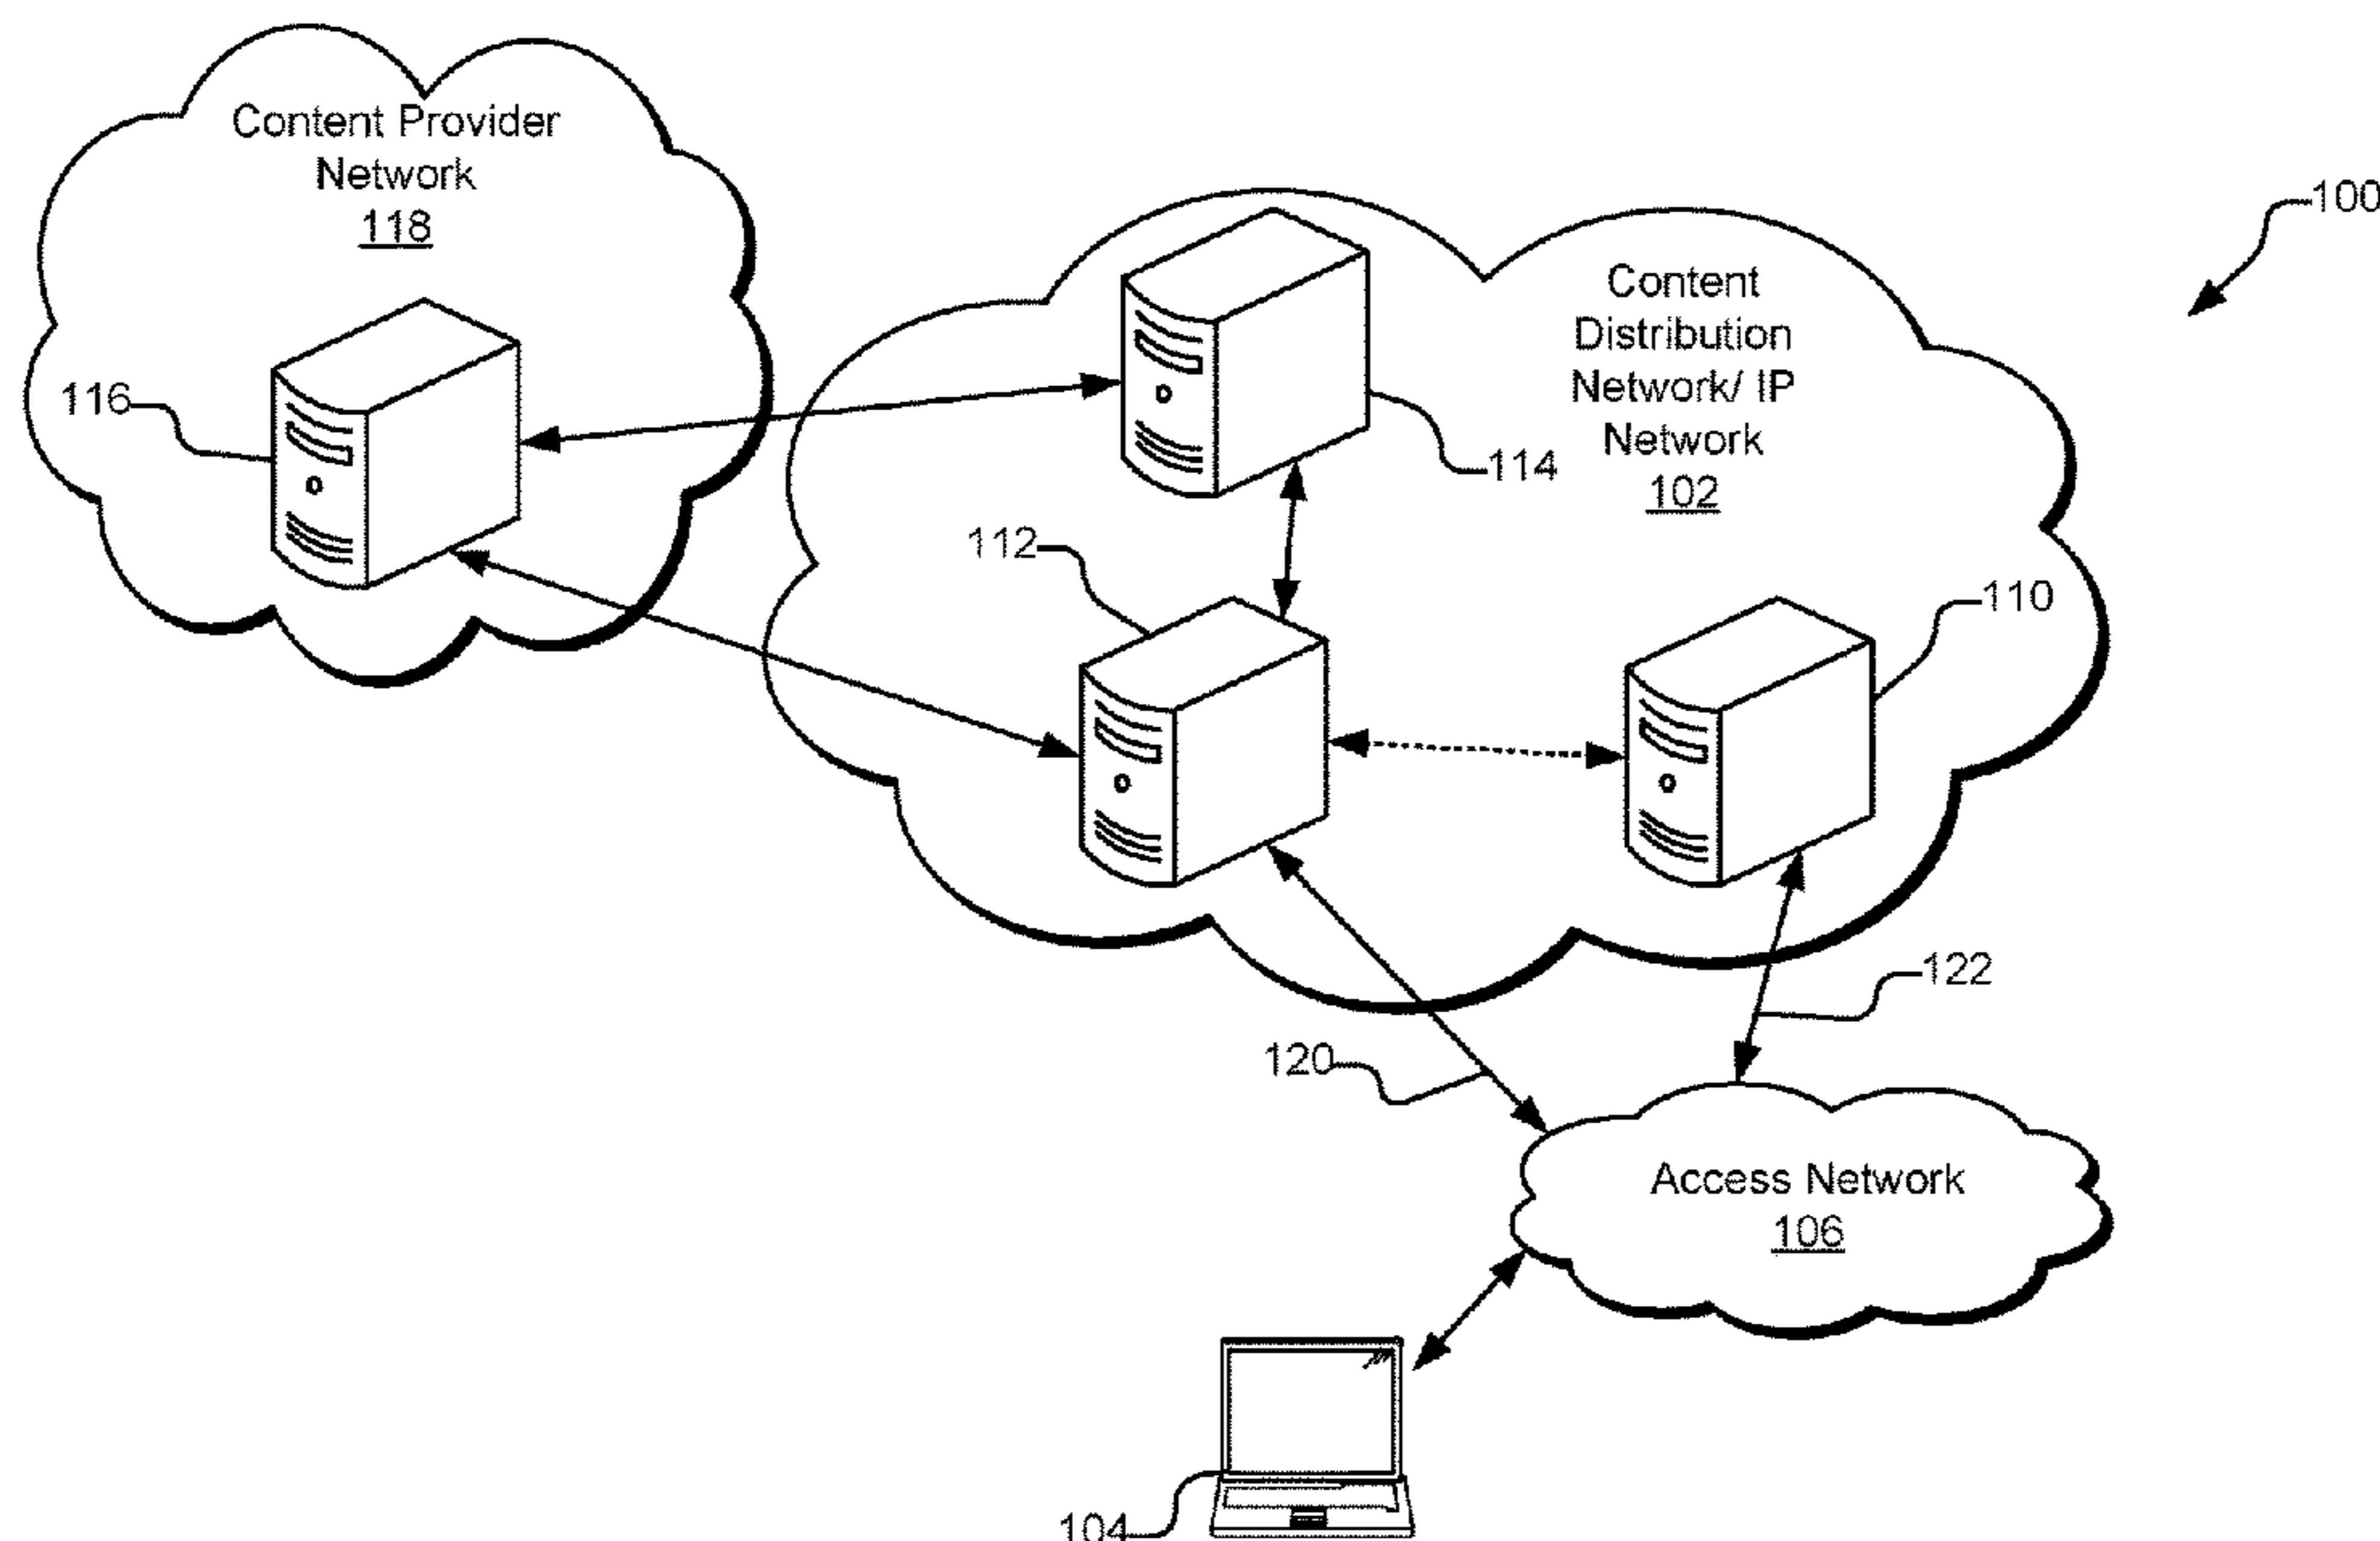 Content Provider
Network
118
100
Content
Distribution
Network/ IP
Network
102
116
114
112
110
122
120
Access Network
106
104